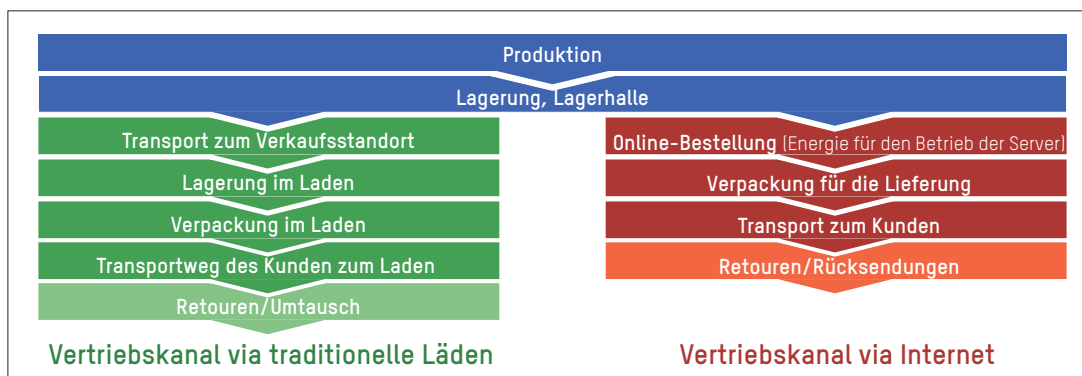 Produktion
Lagerung, Lagerhalle
Transport zum Verkaufsstandort
Lagerung im Laden
Verpackung im Laden
Transportweg des Kunden zum Laden
Retouren/Umtausch
Vertriebskanal via traditionelle Läden
Online-Bestellung (Energie für den Betrieb der Server)
Verpackung für die Lieferung
Transport zum Kunden
Retouren/Rücksendungen
Vertriebskanal via Internet